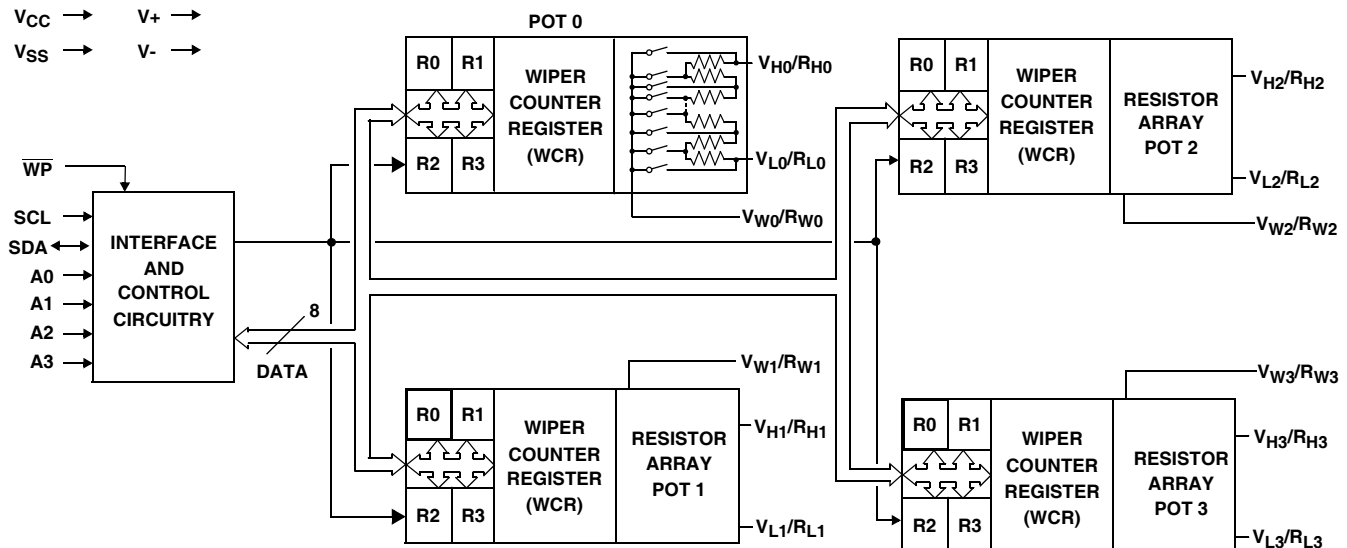 VCC V+
VSS V-
WP
SCL
SDA
A0
A1
A2
A3
INTERFACE
AND
CONTROL
CIRCUITRY
8
DATA
POT 0
R0 R1
R2 R3
WIPER
COUNTER
REGISTER
(WCR)
VH0/RH0
VL0/RL0
VW0/RW0
R0 R1
R2 R3
WIPER
COUNTER
REGISTER
(WCR)
RESISTOR
ARRAY
POT 2
VH2/RH2
VL2/RL2
VW2/RW2
VW1/RW1
R0 R1
R2 R3
WIPER
COUNTER
REGISTER
(WCR)
RESISTOR
ARRAY
POT 1
VH1/RH1
VL1/RL1
VW3/RW3
R0 R1
R2 R3
WIPER
COUNTER
REGISTER
(WCR)
RESISTOR
ARRAY
POT 3
VH3/RH3
VL3/RL3